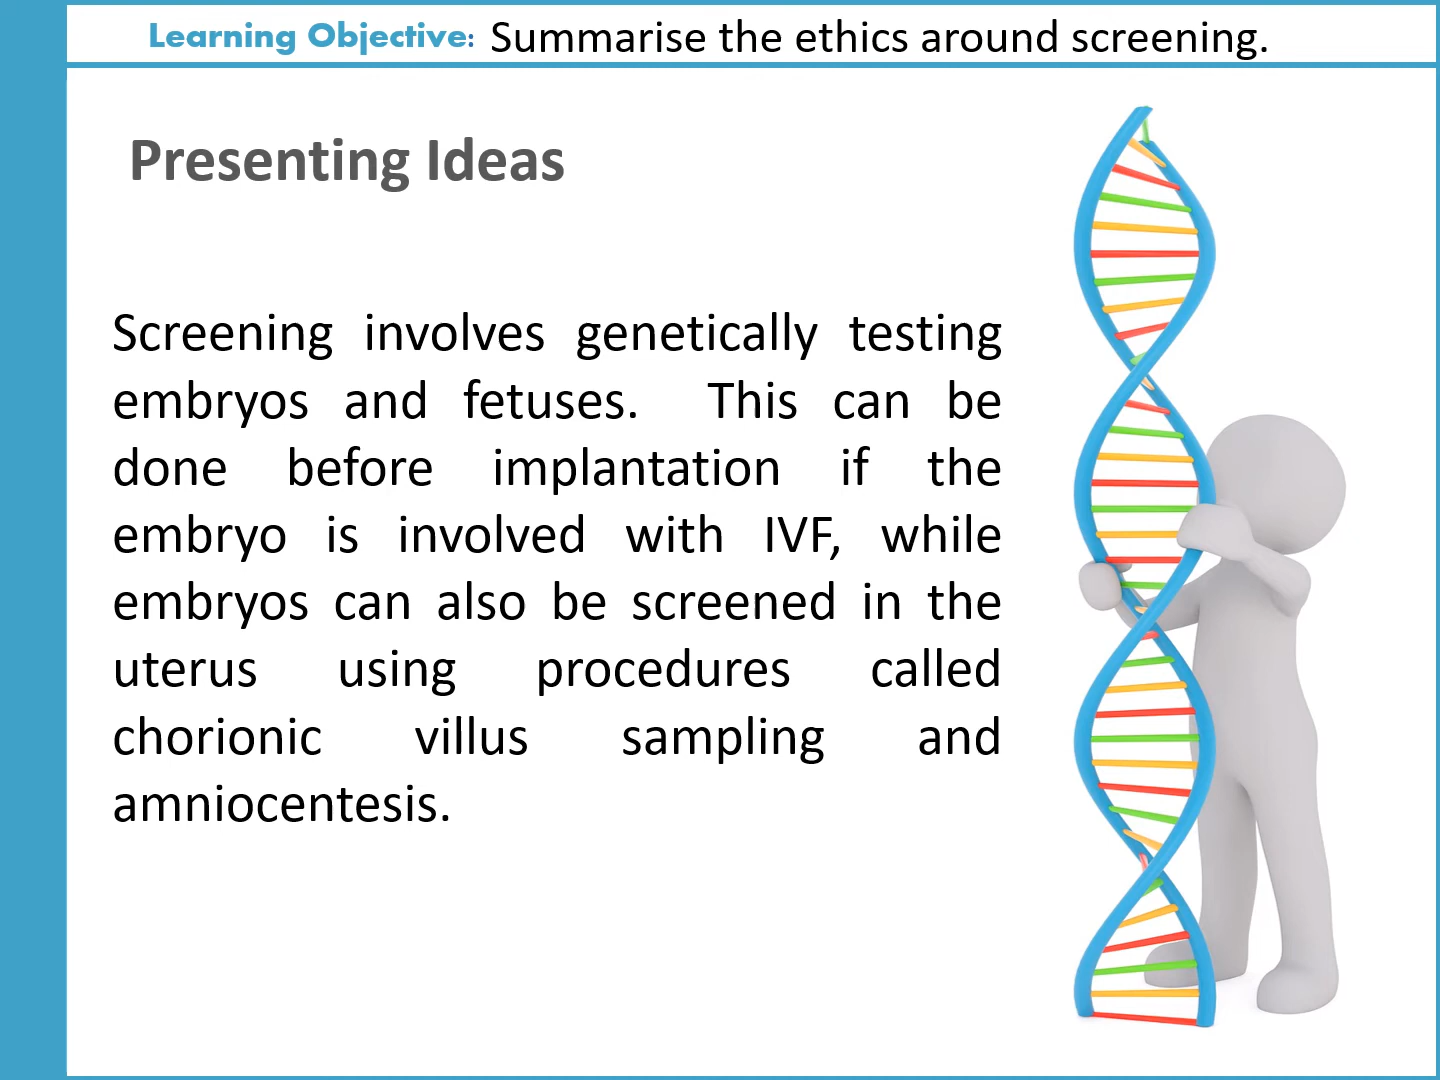 Learning Objective: Summarise the ethics around screening.
Presenting Ideas
Screening involves genetically testing
embryos and fetuses. This can be
done before implantation if the
embryo is involved with IVF, while
embryos can also be screened in the
uterus using procedures called
chorionic villus sampling and
amniocentesis.